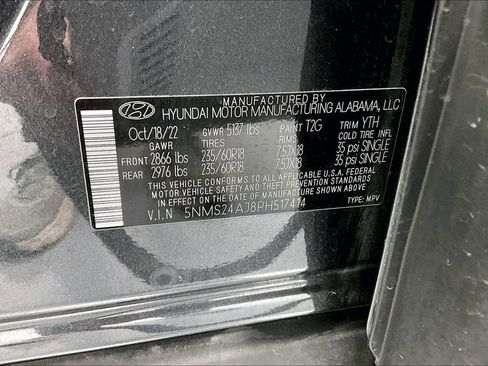 MANUFACTURED BY
HYUNDAI MOTOR MANUFACTURING ALABAMA, LLC
Oct/18/22 GVWR 5137 lbs PAINT T2G TRIM YTH
GAWR TIRES RIMS COLD TIRE INFL
FRONT 2866 lbs 235/60R18 7.5JX18 35 psi SINGLE
REAR 2976 lbs 235/60R18 7.5JX18 35 psi SINGLE
THIS VEHICLE CONFORMS TO ALL APPLICABLE U.S.A. FEDERAL
MOTOR VEHICLE SAFETY AND THEFT PREVENTION STANDARDS
IN EFFECT ON THE DATE OF MANUFACTURE SHOWN ABOVE.
V.I.N 5NMS24AJ8PH517474 TYPE: MPV